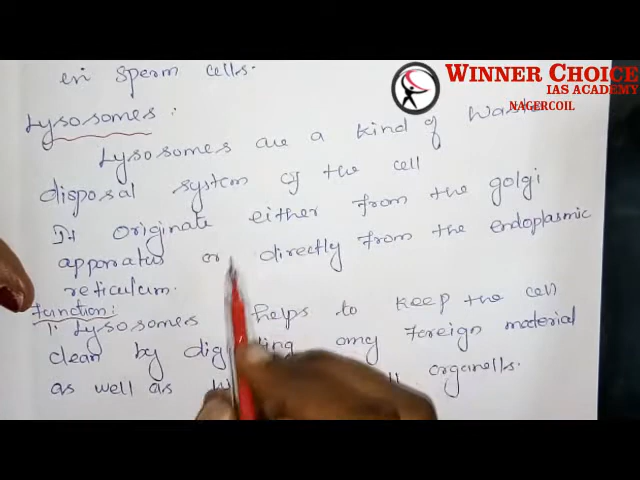 WINNER CHOICE
IAS ACADEMY
NAGERCOIL
in sperm cells.
Lysosomes :
Lysosomes are a kind of waste
disposal system of the cell
It originate either from the golgi
apparatus or directly from the endoplasmic
reticulum.
Function:
1. Lysosomes helps to keep the cell
clean by any foreign material
as well as organells.